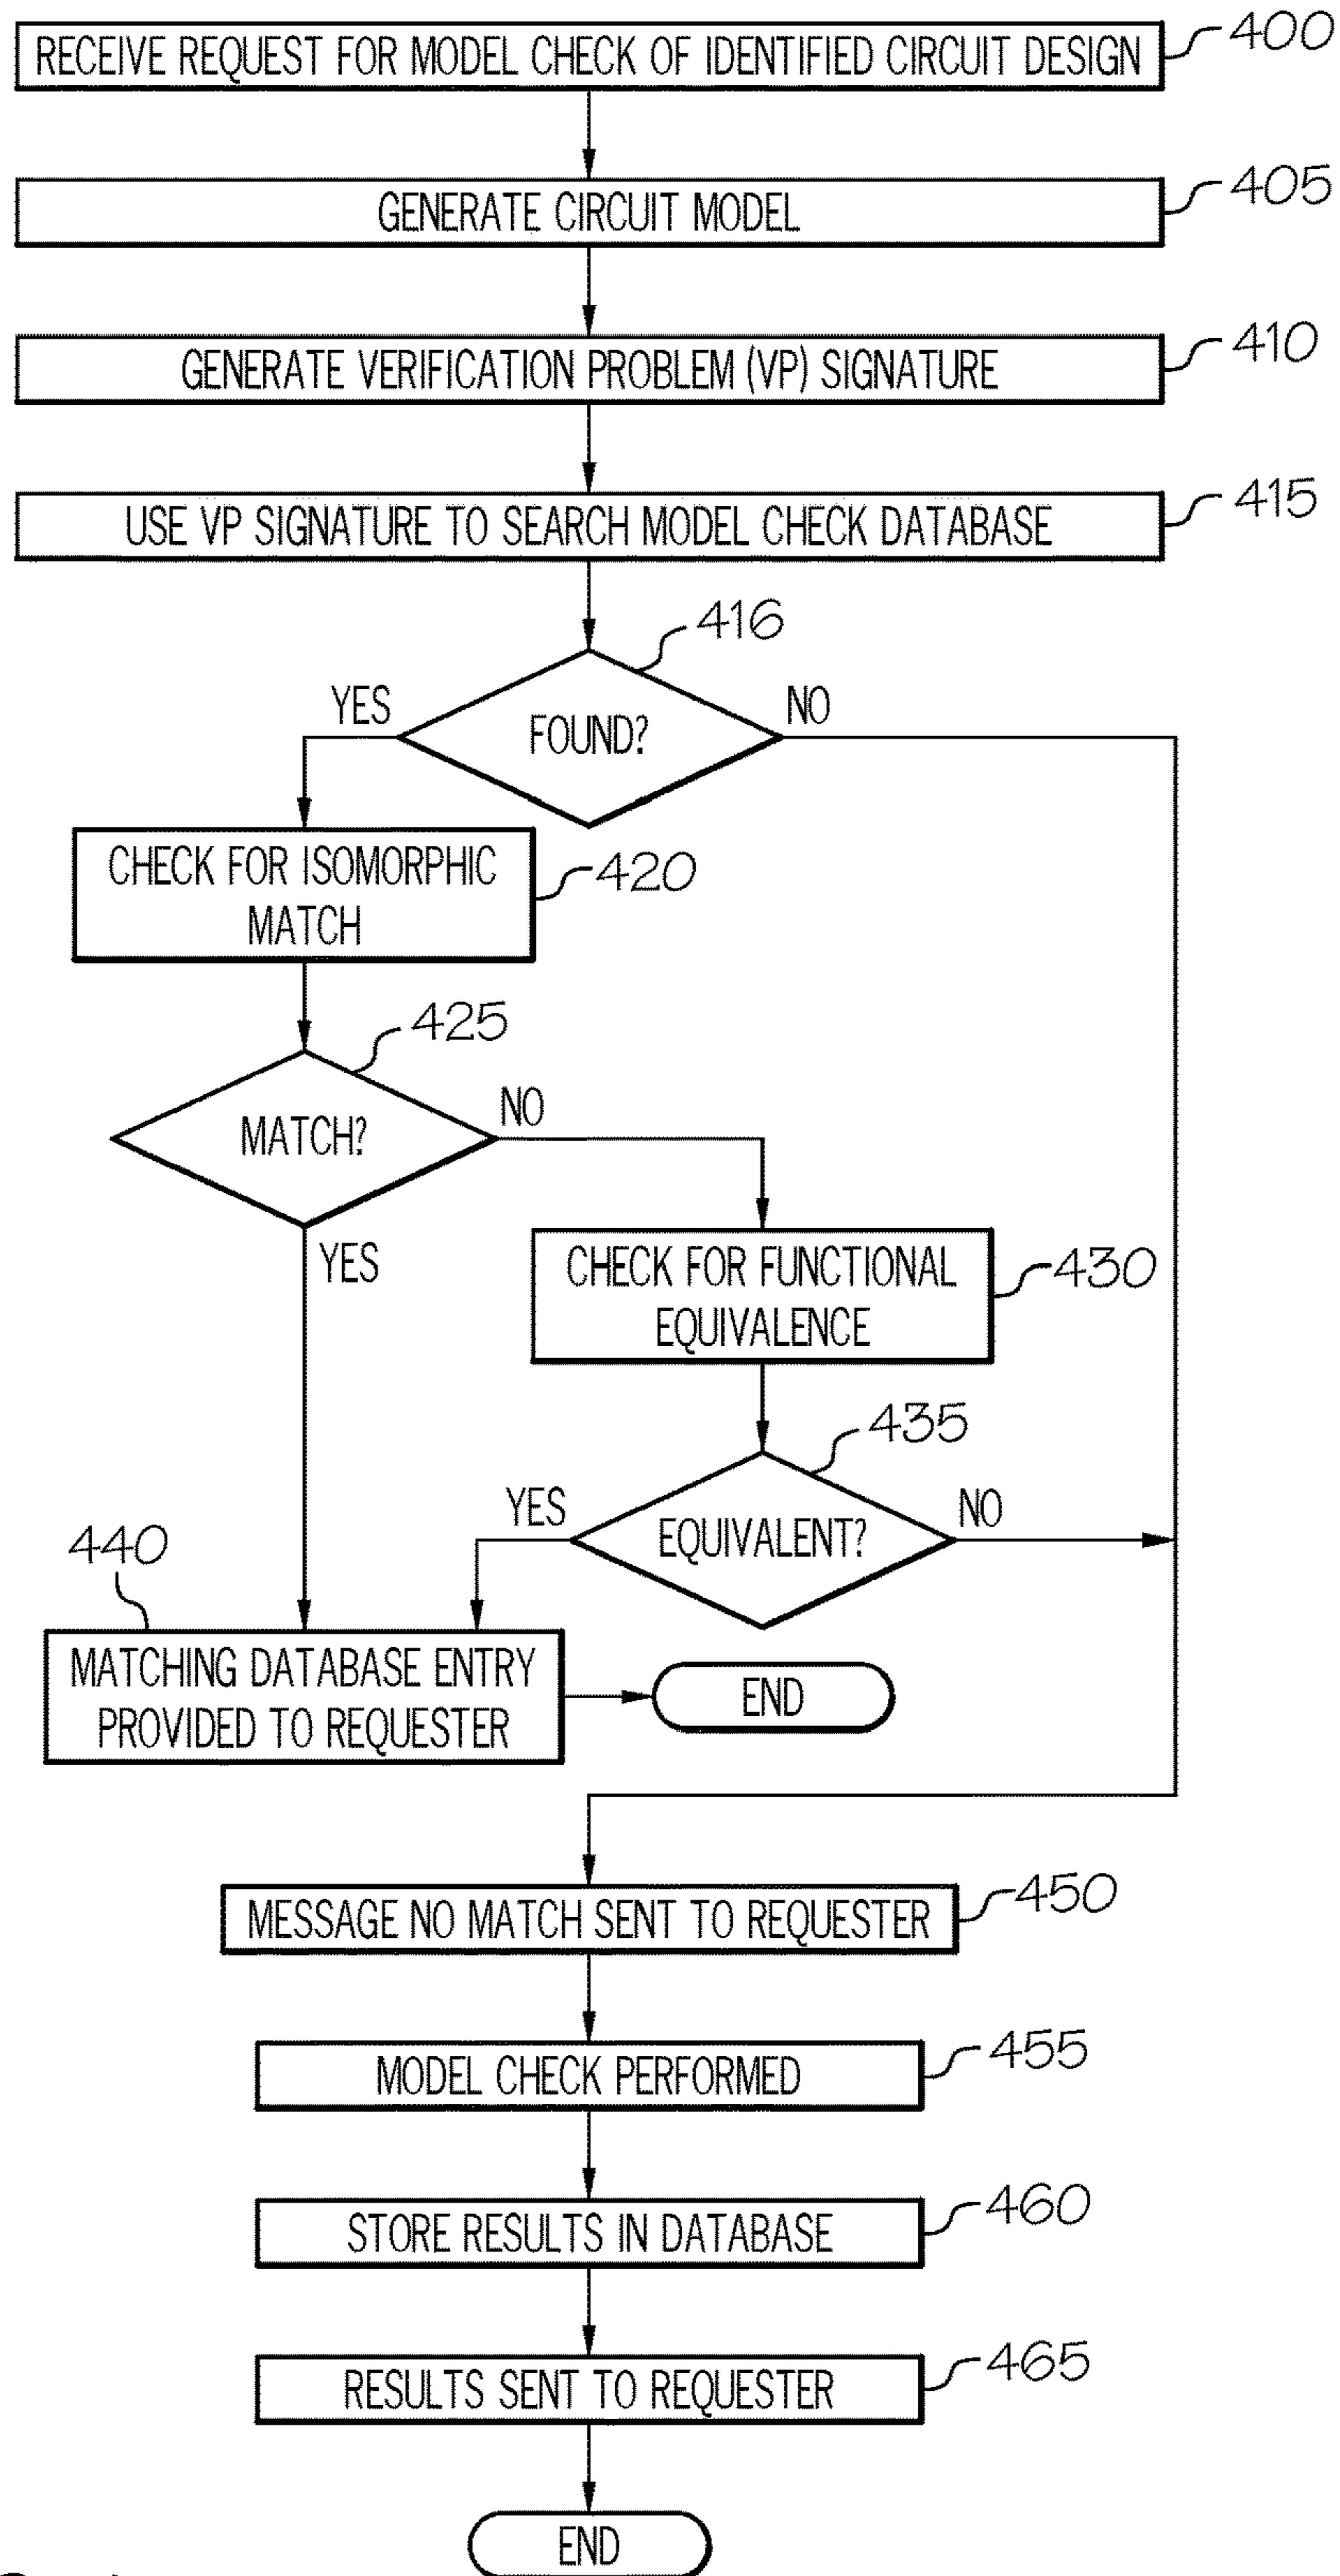 RECEIVE REQUEST FOR MODEL CHECK OF IDENTIFIED CIRCUIT DESIGN
400
GENERATE CIRCUIT MODEL
405
GENERATE VERIFICATION PROBLEM (VP) SIGNATURE
410
USE VP SIGNATURE TO SEARCH MODEL CHECK DATABASE
415
416
YES
FOUND?
NO
CHECK FOR ISOMORPHIC
MATCH
420
425
MATCH?
NO
YES
CHECK FOR FUNCTIONAL
EQUIVALENCE
430
435
YES
EQUIVALENT?
NO
440
MATCHING DATABASE ENTRY
PROVIDED TO REQUESTER
END
MESSAGE NO MATCH SENT TO REQUESTER
450
MODEL CHECK PERFORMED
455
STORE RESULTS IN DATABASE
460
RESULTS SENT TO REQUESTER
465
END